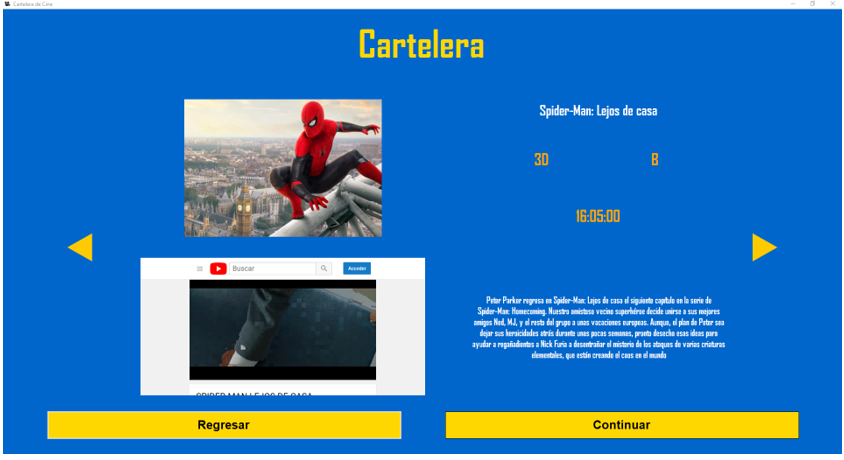 Cartelera de Cine
Cartelera
Spider-Man: Lejos de casa
3D
B
16:05:00
Buscar
Acceder
SPIDER MAN LEJOS DE CASA
Peter Parker regresa en Spider-Man: Lejos de casa el siguiente capítulo en la serie de
Spider-Man: Homecoming. Nuestro amistoso vecino superhéroe decide unirse a sus mejores
amigos Ned, MJ, y el resto del grupo a unas vacaciones europeas. Aunque, el plan de Peter sea
dejar sus heroicidades atrás durante unas pocas semanas, pronto desecho esas ideas para
ayudar a regañadientes a Nick Furia a desentrañar el misterio de los ataques de varias criaturas
elementales, que están creando el caos en el mundo
Regresar
Continuar